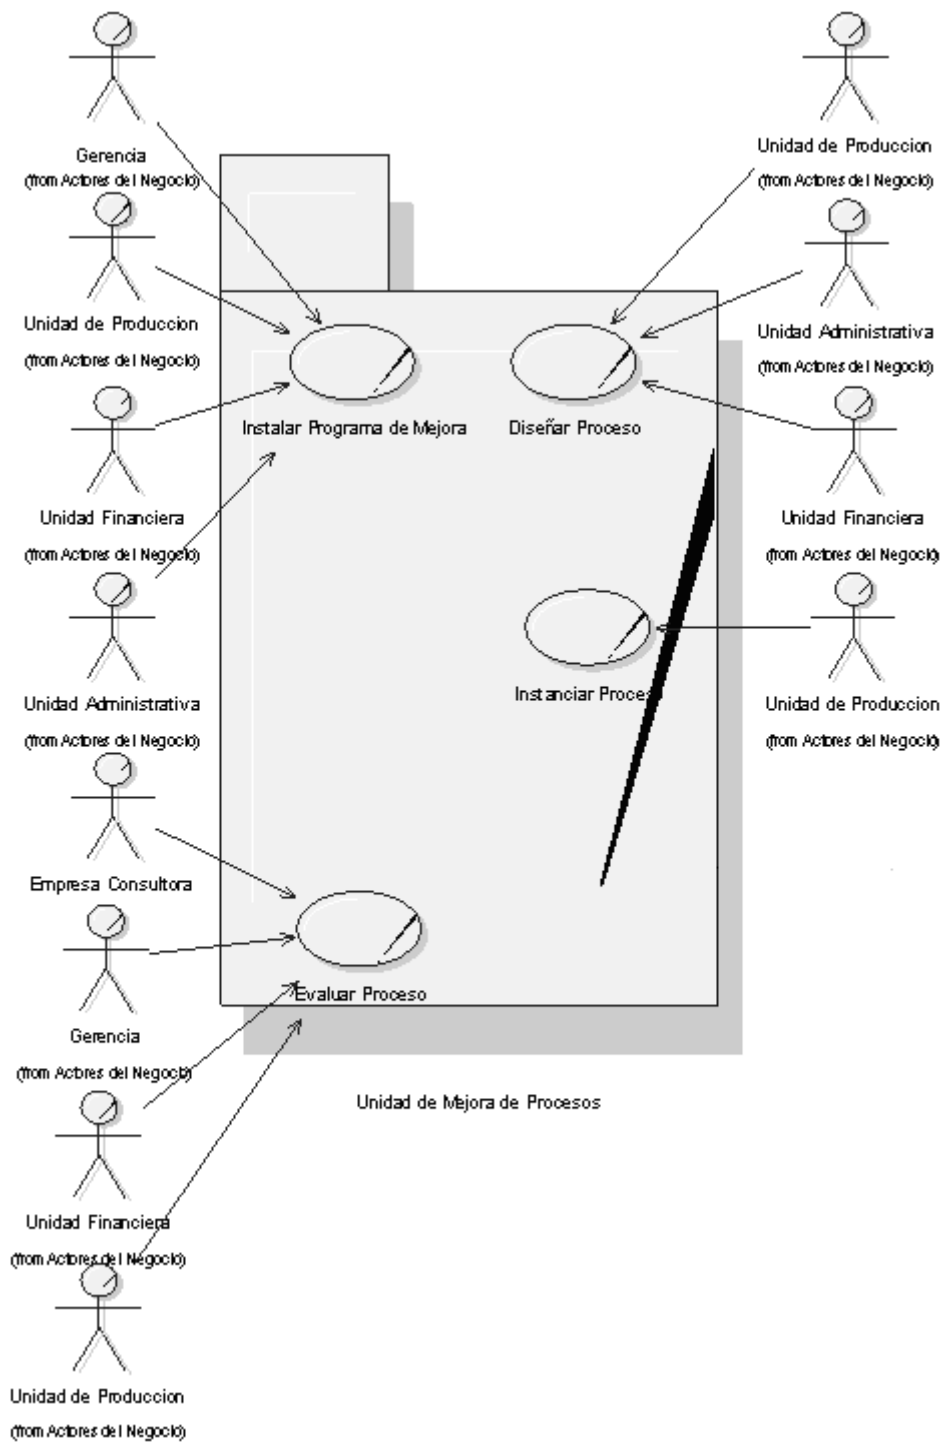 Gerencia
(from Actores del Negocio)
Unidad de Produccion
(from Actores del Negocio)
Unidad Financiera
(from Actores del Negocio)
Unidad Administrativa
(from Actores del Negocio)
Empresa Consultora
Gerencia
(from Actores del Negocio)
Unidad Financiera
(from Actores del Negocio)
Unidad de Produccion
(from Actores del Negocio)
Instalar Programa de Mejora
Diseñar Proceso
Instanciar Proces
Evaluar Proceso
Unidad de Mejora de Procesos
Unidad de Produccion
(from Actores del Negocio)
Unidad Administrativa
(from Actores del Negocio)
Unidad Financiera
(from Actores del Negocio)
Unidad de Produccion
(from Actores del Negocio)